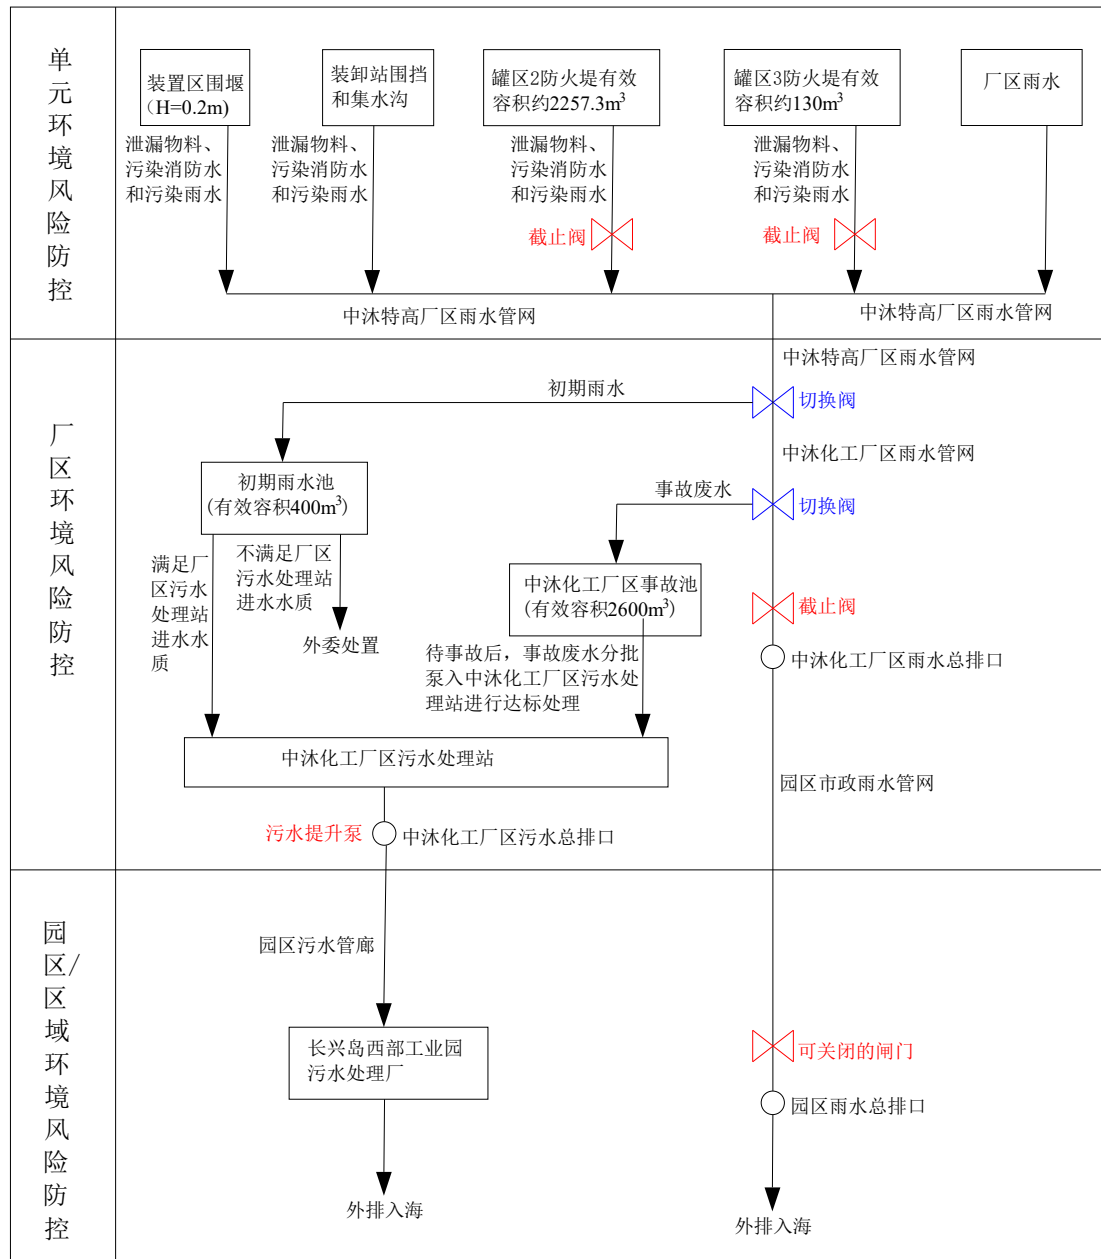 单元环境风险防控
装置区围堰
（H=0.2m)
装卸站围挡
和集水沟
罐区2防火堤有效
容积约2257.3m³
罐区3防火堤有效
容积约130m³
厂区雨水
泄漏物料、
污染消防水
和污染雨水
泄漏物料、
污染消防水
和污染雨水
泄漏物料、
污染消防水
和污染雨水
泄漏物料、
污染消防水
和污染雨水
截止阀
截止阀
中沐特高厂区雨水管网
中沐特高厂区雨水管网
厂区环境风险防控
中沐特高厂区雨水管网
初期雨水
切换阀
中沐化工厂区雨水管网
初期雨水池
(有效容积400m³)
事故废水
切换阀
满足厂
区污水
处理站
进水水
质
不满足厂区
污水处理站
进水水质
外委处置
中沐化工厂区事故池
(有效容积2600m³)
截止阀
中沐化工厂区雨水总排口
待事故后，事故废水分批
泵入中沐化工厂区污水处
理站进行达标处理
中沐化工厂区污水处理站
园区市政雨水管网
污水提升泵
中沐化工厂区污水总排口
园区/区域环境风险防控
园区污水管廊
长兴岛西部工业园
污水处理厂
可关闭的闸门
园区雨水总排口
外排入海
外排入海